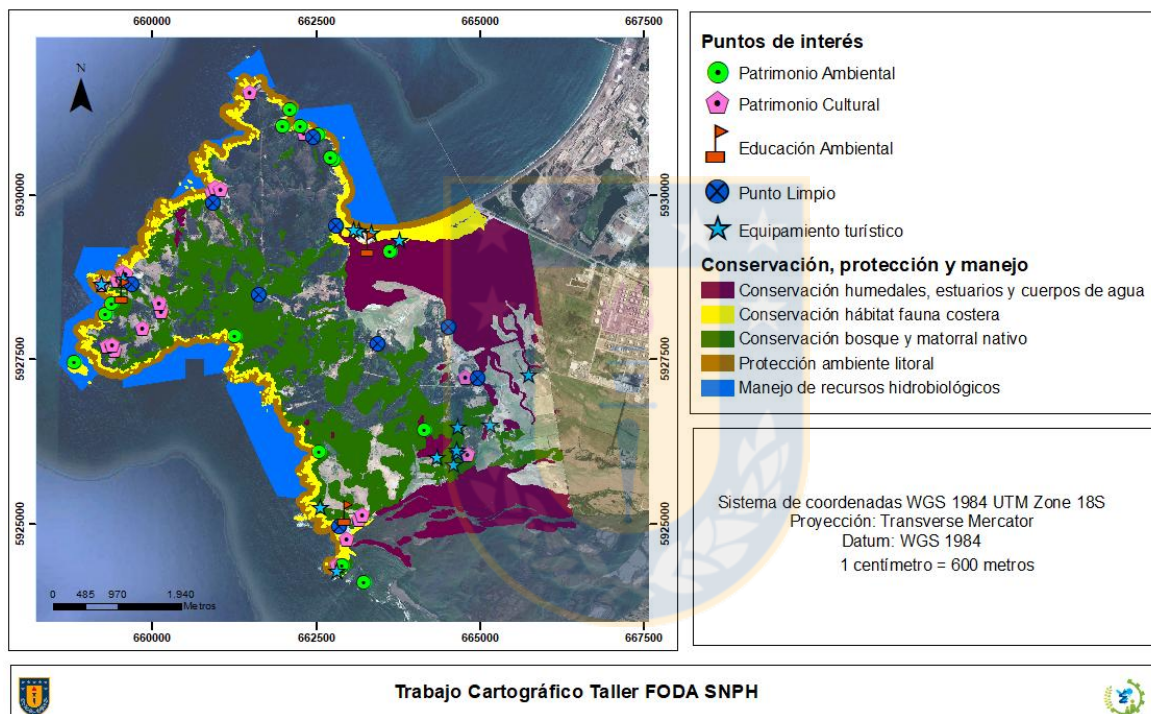 660000 662500 665000 667500
N
5930000 5930000
5927500 5927500
5925000 5925000
0 485 970 1.940
Metros
660000 662500 665000 667500
Puntos de interés
Patrimonio Ambiental
Patrimonio Cultural
Educación Ambiental
Punto Limpio
Equipamiento turístico
Conservación, protección y manejo
Conservación humedales, estuarios y cuerpos de agua
Conservación hábitat fauna costera
Conservación bosque y matorral nativo
Protección ambiente litoral
Manejo de recursos hidrobiológicos
Sistema de coordenadas WGS 1984 UTM Zone 18S
Proyección: Transverse Mercator
Datum: WGS 1984
1 centímetro = 600 metros
Trabajo Cartográfico Taller FODA SNPH